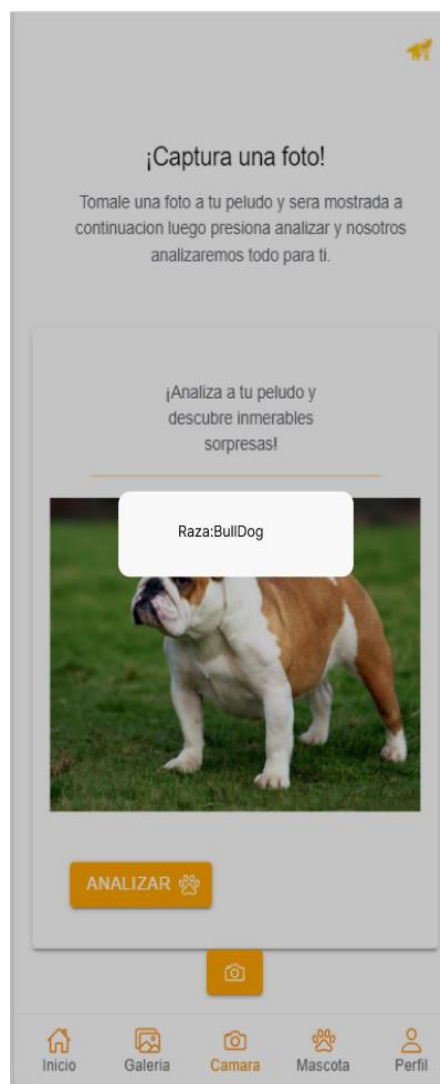 ¡Captura una foto!
Tomale una foto a tu peludo y sera mostrada a
continuacion luego presiona analizar y nosotros
analizaremos todo para ti.
¡Analiza a tu peludo y
descubre inmerables
sorpresas!
Raza:BullDog
ANALIZAR
Inicio
Galeria
Camara
Mascota
Perfil